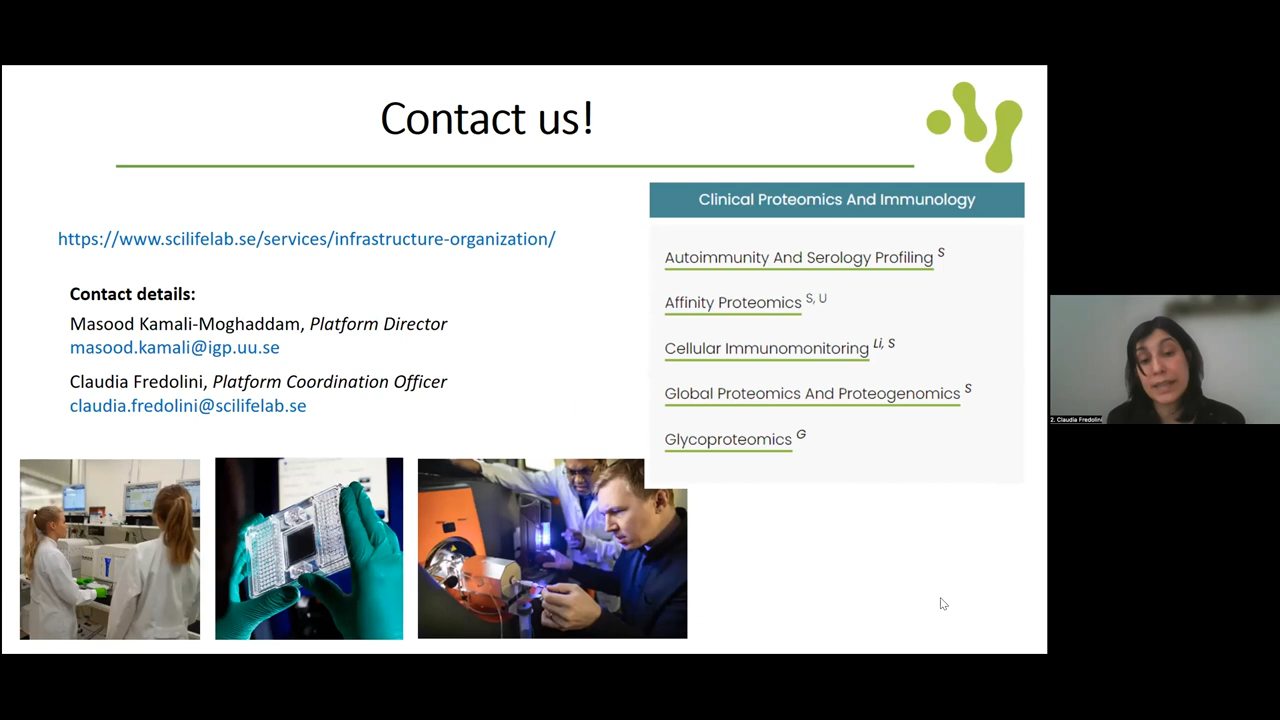 Contact us!
https://www.scilifelab.se/services/infrastructure-organization/
Contact details:
Masood Kamali-Moghaddam, Platform Director
masood.kamali@igp.uu.se
Claudia Fredolini, Platform Coordination Officer
claudia.fredolini@scilifelab.se
Clinical Proteomics And Immunology
Autoimmunity And Serology Profiling S
Affinity Proteomics S, U
Cellular Immunomonitoring Li, S
Global Proteomics And Proteogenomics S
Glycoproteomics G
2. Claudia Fredolini